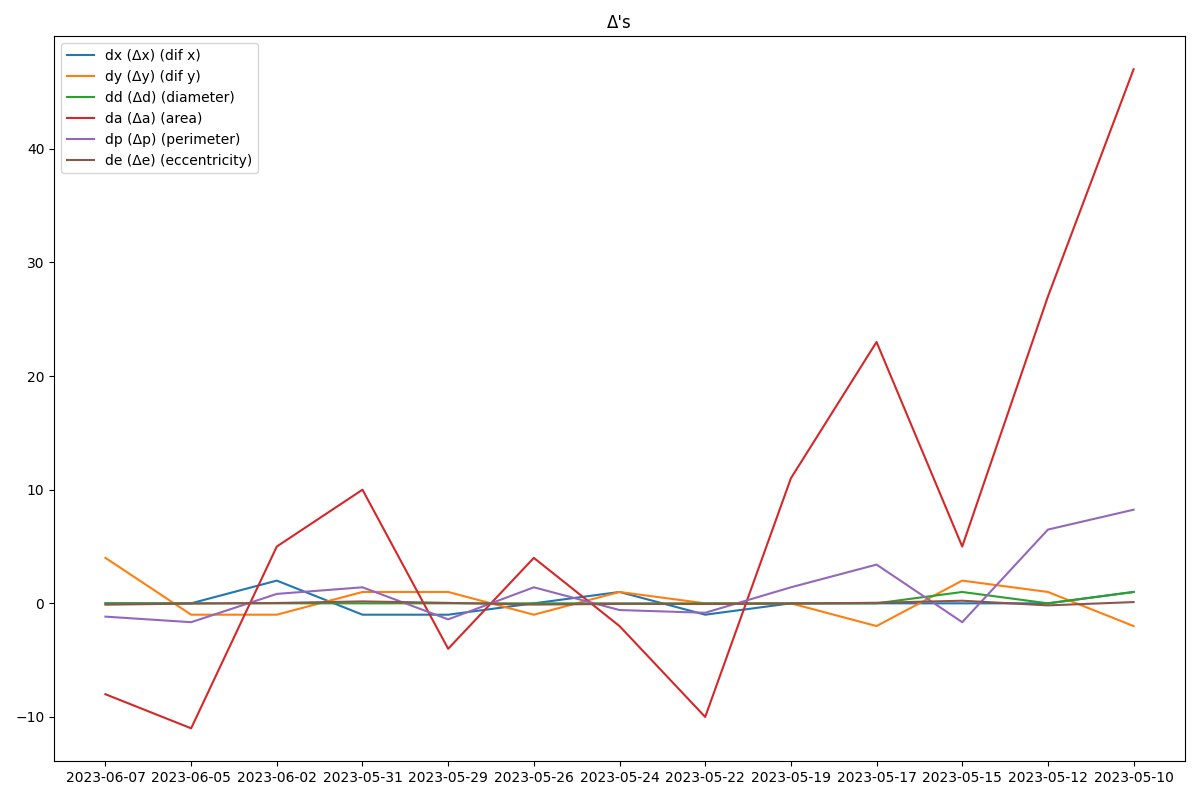 Δ's
dx (Δx) (dif x)
dy (Δy) (dif y)
dd (Δd) (diameter)
da (Δa) (area)
dp (Δp) (perimeter)
de (Δe) (eccentricity)
40
30
20
10
0
−10
2023-06-07 2023-06-05 2023-06-02 2023-05-31 2023-05-29 2023-05-26 2023-05-24 2023-05-22 2023-05-19 2023-05-17 2023-05-15 2023-05-12 2023-05-10